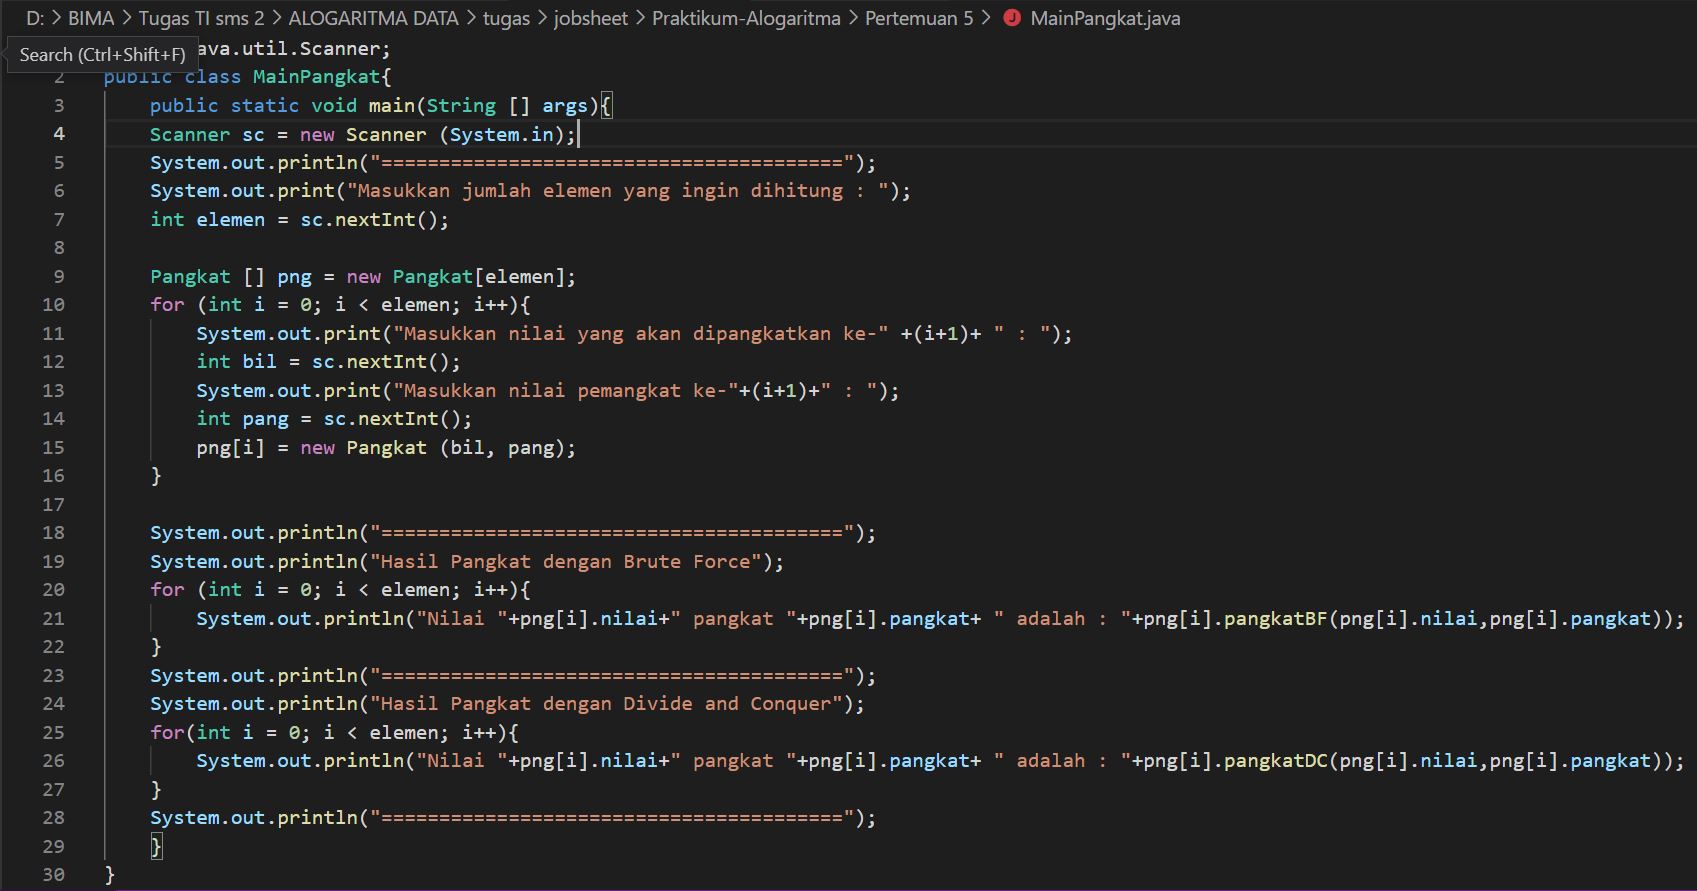 D: > BIMA > Tugas TI sms 2 > ALOGARITMA DATA > tugas > jobsheet > Praktikum-Alogaritma > Pertemuan 5 > J MainPangkat.java
Search (Ctrl+Shift+F) ava.util.Scanner;
2 public class MainPangkat{
3 public static void main(String [] args){
4 Scanner sc = new Scanner (System.in);
5 System.out.println("========================================");
6 System.out.print("Masukkan jumlah elemen yang ingin dihitung : ");
7 int elemen = sc.nextInt();
8
9 Pangkat [] png = new Pangkat[elemen];
10 for (int i = 0; i < elemen; i++){
11 System.out.print("Masukkan nilai yang akan dipangkatkan ke-" +(i+1)+ " : ");
12 int bil = sc.nextInt();
13 System.out.print("Masukkan nilai pemangkat ke-"+(i+1)+" : ");
14 int pang = sc.nextInt();
15 png[i] = new Pangkat (bil, pang);
16 }
17
18 System.out.println("========================================");
19 System.out.println("Hasil Pangkat dengan Brute Force");
20 for (int i = 0; i < elemen; i++){
21 System.out.println("Nilai "+png[i].nilai+" pangkat "+png[i].pangkat+ " adalah : "+png[i].pangkatBF(png[i].nilai,png[i].pangkat));
22 }
23 System.out.println("========================================");
24 System.out.println("Hasil Pangkat dengan Divide and Conquer");
25 for(int i = 0; i < elemen; i++){
26 System.out.println("Nilai "+png[i].nilai+" pangkat "+png[i].pangkat+ " adalah : "+png[i].pangkatDC(png[i].nilai,png[i].pangkat));
27 }
28 System.out.println("========================================");
29 }
30 }